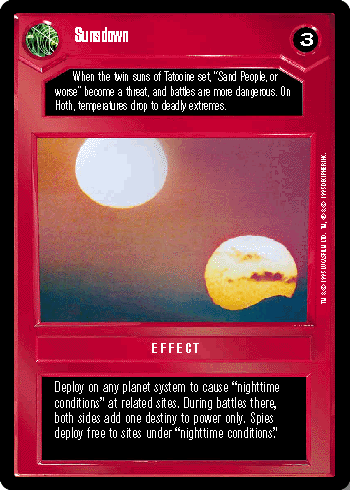 Sunsdown
3
When the twin suns of Tatooine set, "Sand People, or
worse" become a threat, and battles are more dangerous. On
Hoth, temperatures drop to deadly extremes.
EFFECT
Deploy on any planet system to cause "nighttime
conditions" at related sites. During battles there,
both sides add one destiny to power only. Spies
deploy free to sites under "nighttime conditions."